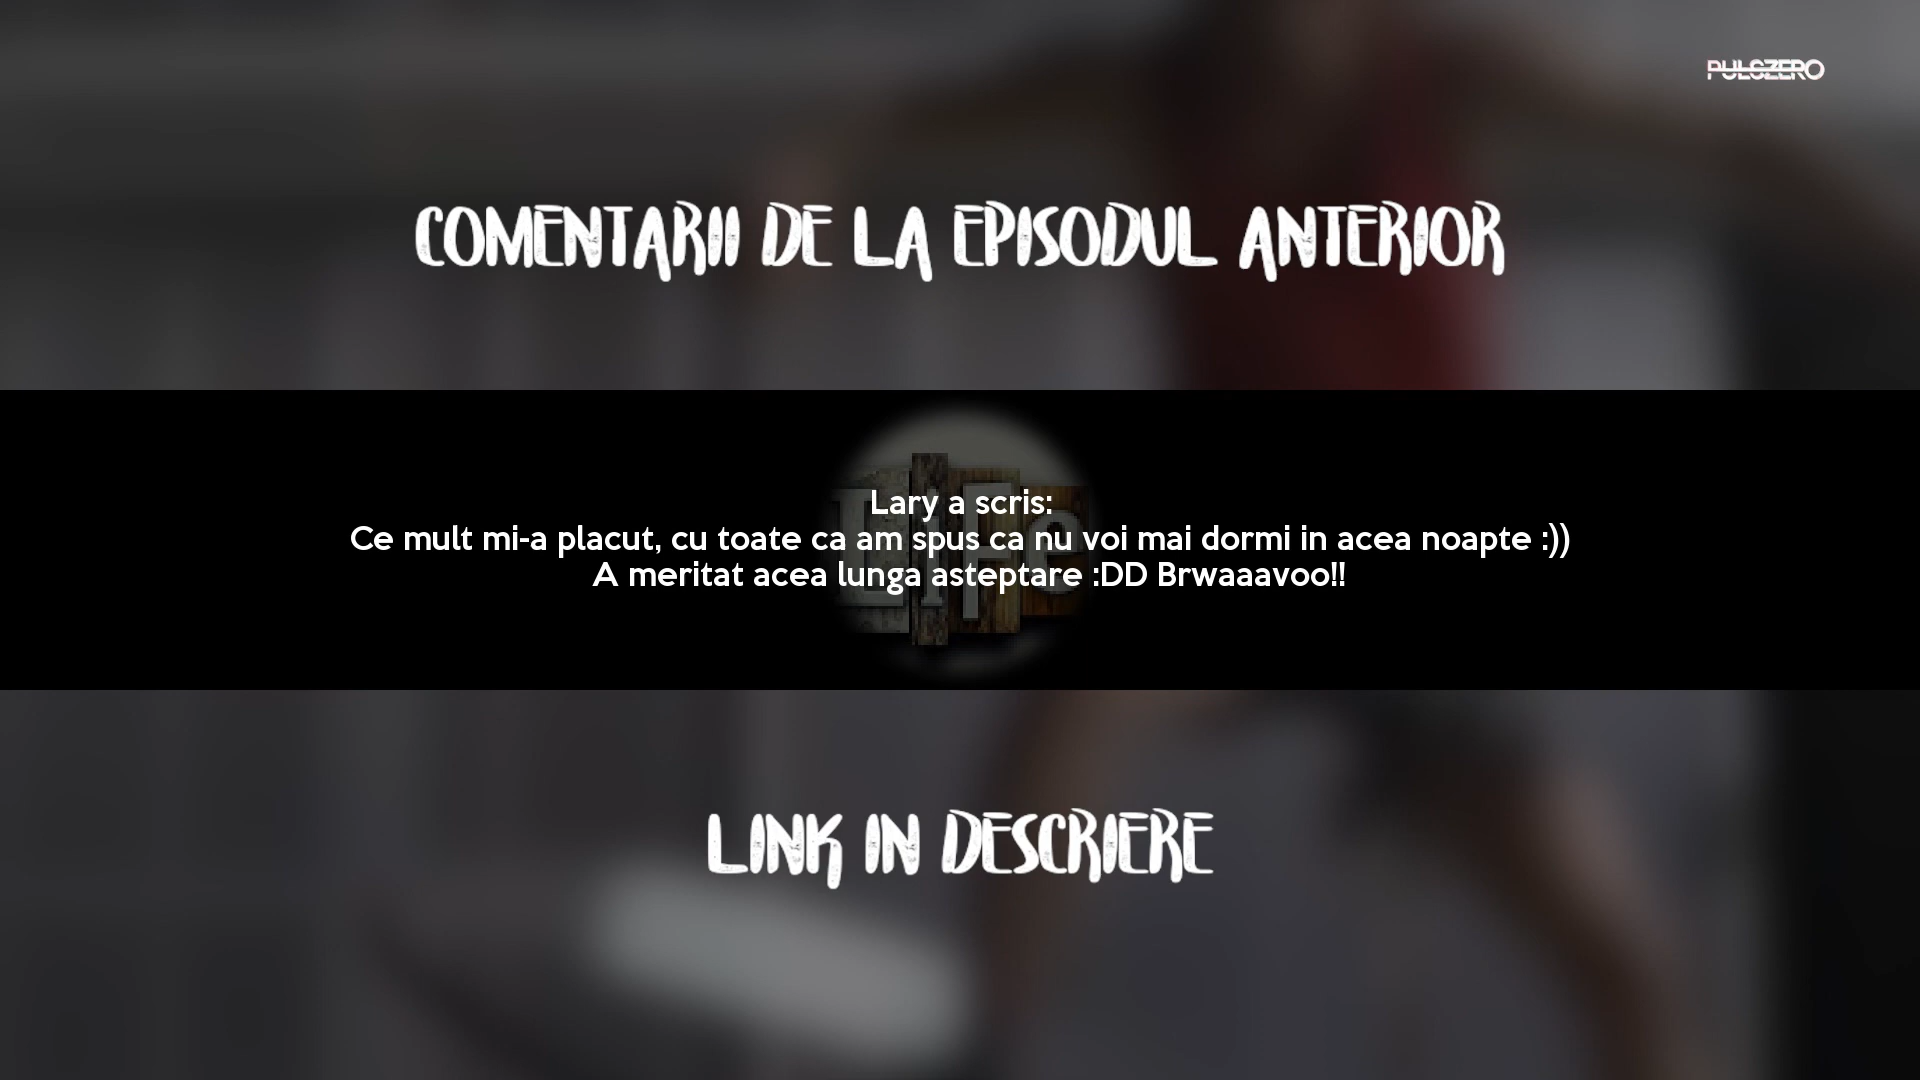 PULSZERO
COMENTARII DE LA EPISODUL ANTERIOR
LiFe
Lary a scris:
Ce mult mi-a placut, cu toate ca am spus ca nu voi mai dormi in acea noapte :))
A meritat acea lunga asteptare :DD Brwaaavoo!!
LINK IN DESCRIERE